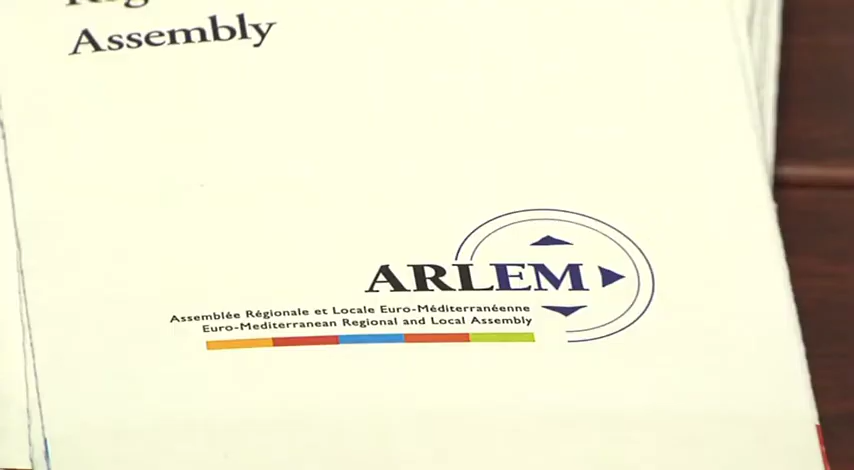 Assembly
ARLEM
Assemblée Régionale et Locale Euro-Méditerranéenne
Euro-Mediterranean Regional and Local Assembly